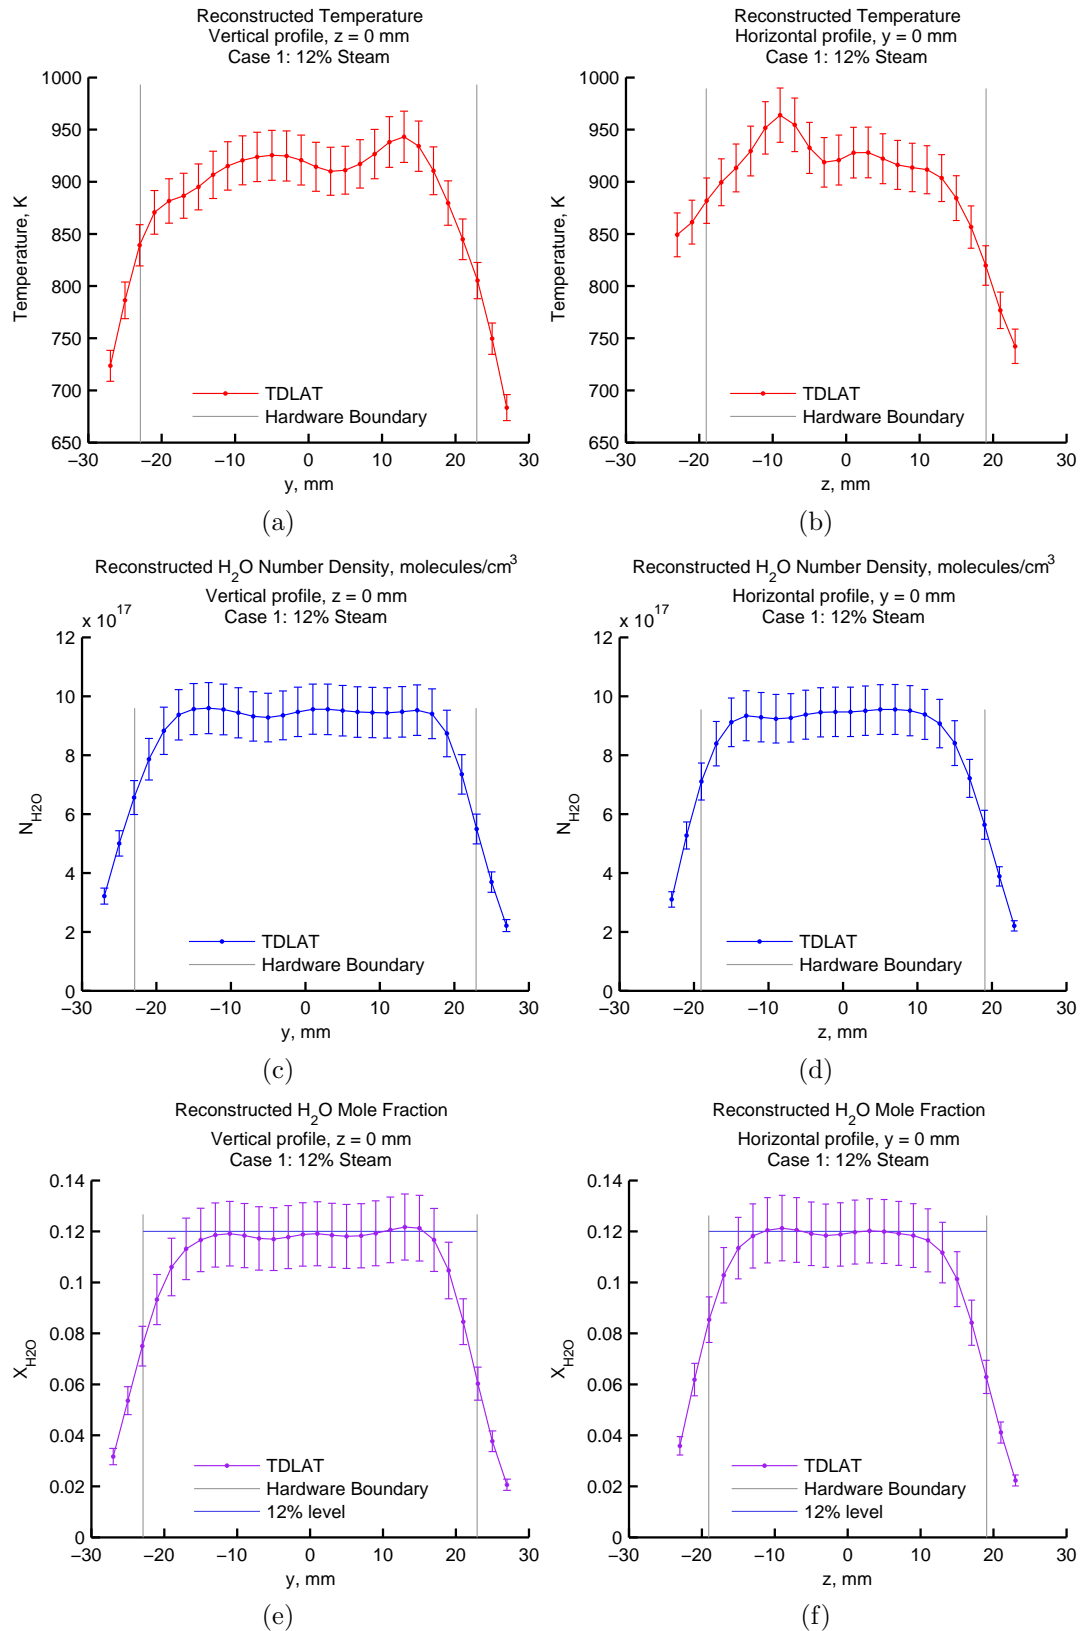 Reconstructed Temperature
Vertical profile, z = 0 mm
Case 1: 12% Steam
1000
950
900
850
800
750
700
650
Temperature, K
TDLAT
Hardware Boundary
−30 −20 −10 0 10 20 30
y, mm
(a)
Reconstructed Temperature
Horizontal profile, y = 0 mm
Case 1: 12% Steam
1000
950
900
850
800
750
700
650
Temperature, K
TDLAT
Hardware Boundary
−30 −20 −10 0 10 20 30
z, mm
(b)
Reconstructed H2O Number Density, molecules/cm3
Vertical profile, z = 0 mm
Case 1: 12% Steam
x 10^17
12
10
8
6
4
2
0
N_H2O
TDLAT
Hardware Boundary
−30 −20 −10 0 10 20 30
y, mm
(c)
Reconstructed H2O Number Density, molecules/cm3
Horizontal profile, y = 0 mm
Case 1: 12% Steam
x 10^17
12
10
8
6
4
2
0
N_H2O
TDLAT
Hardware Boundary
−30 −20 −10 0 10 20 30
z, mm
(d)
Reconstructed H2O Mole Fraction
Vertical profile, z = 0 mm
Case 1: 12% Steam
0.14
0.12
0.1
0.08
0.06
0.04
0.02
0
X_H2O
TDLAT
Hardware Boundary
12% level
−30 −20 −10 0 10 20 30
y, mm
(e)
Reconstructed H2O Mole Fraction
Horizontal profile, y = 0 mm
Case 1: 12% Steam
0.14
0.12
0.1
0.08
0.06
0.04
0.02
0
X_H2O
TDLAT
Hardware Boundary
12% level
−30 −20 −10 0 10 20 30
z, mm
(f)